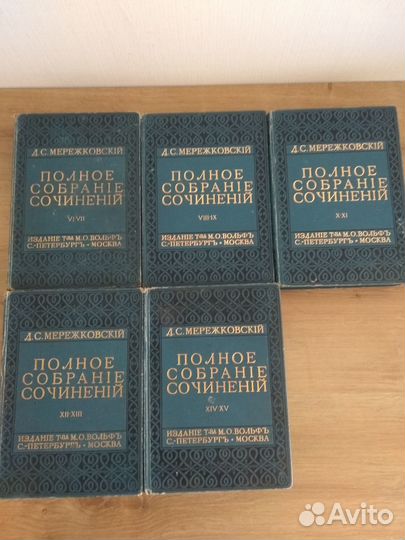 Д.С.МЕРЕЖКОВСКІЙ
ПОЛНОЕ
СОБРАНІЕ
СОЧИНЕНІЙ
VI-VII
ИЗДАНІЕ Т-ВА М.О.ВОЛЬФЪ
С.-ПЕТЕРБУРГЪ • МОСКВА
Д.С.МЕРЕЖКОВСКІЙ
ПОЛНОЕ
СОБРАНІЕ
СОЧИНЕНІЙ
VIII-IX
ИЗДАНІЕ Т-ВА М.О.ВОЛЬФЪ
С.-ПЕТЕРБУРГЪ • МОСКВА
Д.С.МЕРЕЖКОВСКІЙ
ПОЛНОЕ
СОБРАНІЕ
СОЧИНЕНІЙ
X-XI
ИЗДАНІЕ Т-ВА М.О.ВОЛЬФЪ
С.-ПЕТЕРБУРГЪ • МОСКВА
Д.С.МЕРЕЖКОВСКІЙ
ПОЛНОЕ
СОБРАНІЕ
СОЧИНЕНІЙ
XII-XIII
ИЗДАНІЕ Т-ВА М.О.ВОЛЬФЪ
С.-ПЕТЕРБУРГЪ • МОСКВА
Д.С.МЕРЕЖКОВСКІЙ
ПОЛНОЕ
СОБРАНІЕ
СОЧИНЕНІЙ
XIV-XV
ИЗДАНІЕ Т-ВА М.О.ВОЛЬФЪ
С.-ПЕТЕРБУРГЪ • МОСКВА
Avito